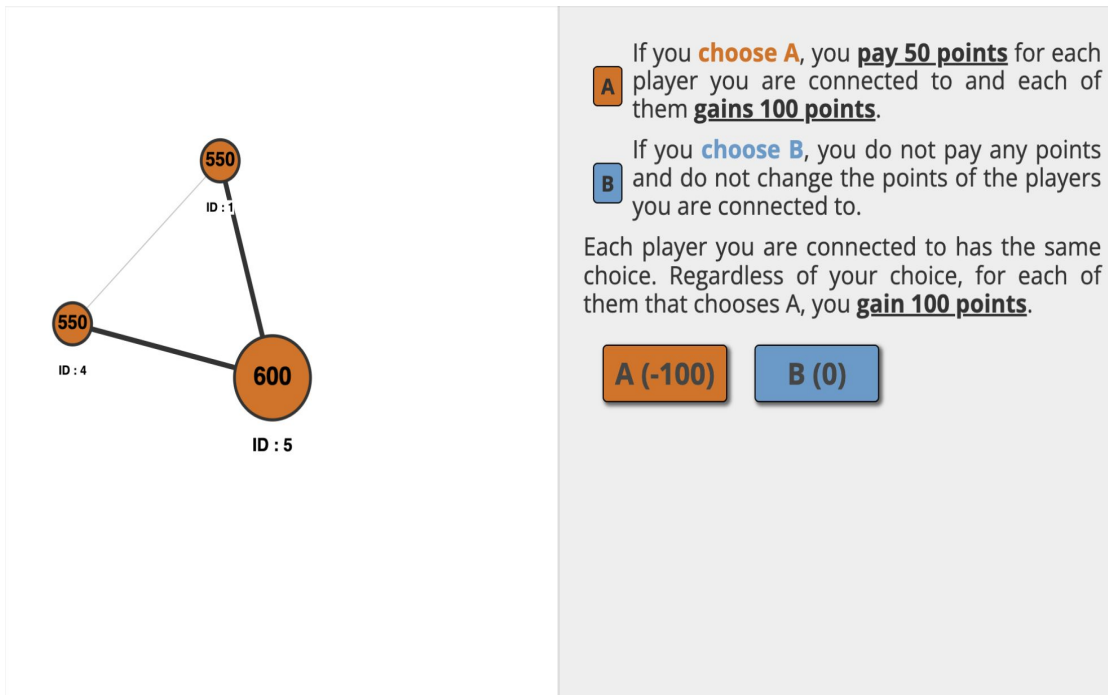 550
ID : 1
550
ID : 4
600
ID : 5
If you choose A, you pay 50 points for each
A player you are connected to and each of
them gains 100 points.
If you choose B, you do not pay any points
B and do not change the points of the players
you are connected to.
Each player you are connected to has the same
choice. Regardless of your choice, for each of
them that chooses A, you gain 100 points.
A (-100) B (0)